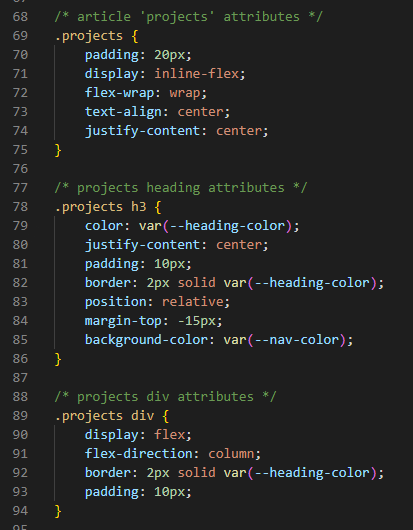 68 /* article 'projects' attributes */
69 .projects {
70     padding: 20px;
71     display: inline-flex;
72     flex-wrap: wrap;
73     text-align: center;
74     justify-content: center;
75 }
76
77 /* projects heading attributes */
78 .projects h3 {
79     color: var(--heading-color);
80     justify-content: center;
81     padding: 10px;
82     border: 2px solid var(--heading-color);
83     position: relative;
84     margin-top: -15px;
85     background-color: var(--nav-color);
86 }
87
88 /* projects div attributes */
89 .projects div {
90     display: flex;
91     flex-direction: column;
92     border: 2px solid var(--heading-color);
93     padding: 10px;
94 }
95